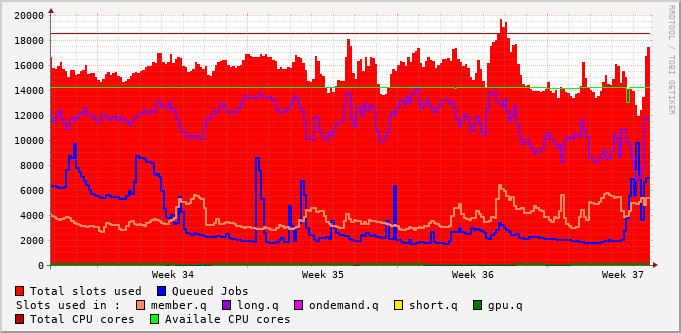 20000
18000
16000
14000
12000
10000
8000
6000
4000
2000
0
Week 34 Week 35 Week 36 Week 37
Total slots used Queued Jobs
Slots used in : member.q long.q ondemand.q short.q gpu.q
Total CPU cores Availale CPU cores
RRDTOOL / TOBI OETIKER